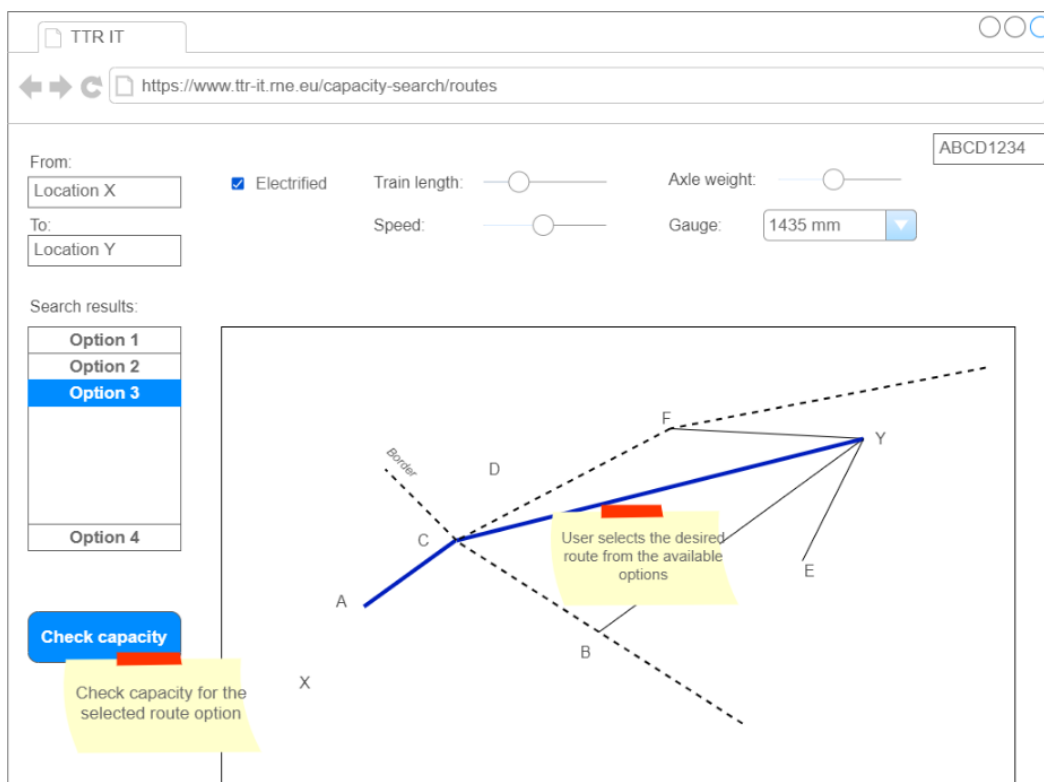 TTR IT
https://www.ttr-it.rne.eu/capacity-search/routes
ABCD1234
From:
Location X
To:
Location Y
Electrified
Train length:
Speed:
Axle weight:
Gauge:
1435 mm
Search results:
Option 1
Option 2
Option 3
Option 4
Check capacity
Check capacity for the
selected route option
Border
D
F
Y
C
User selects the desired
route from the available
options
E
A
B
X